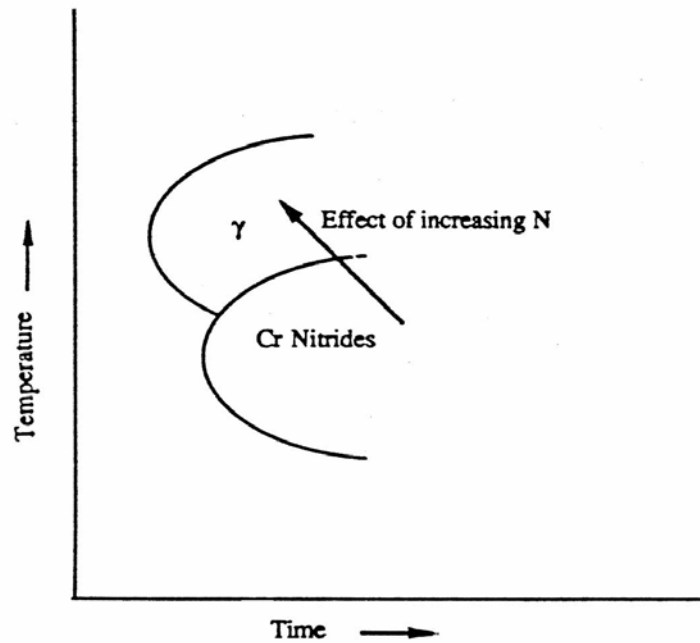 γ
Effect of increasing N
Cr Nitrides
Temperature
Time